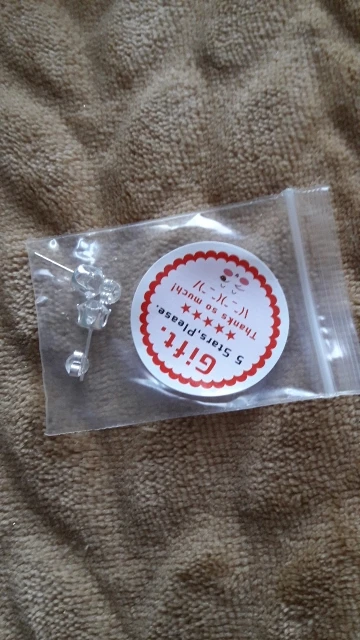 Gift.
5 Stars,Please.
★★★★★
Thanks so much!